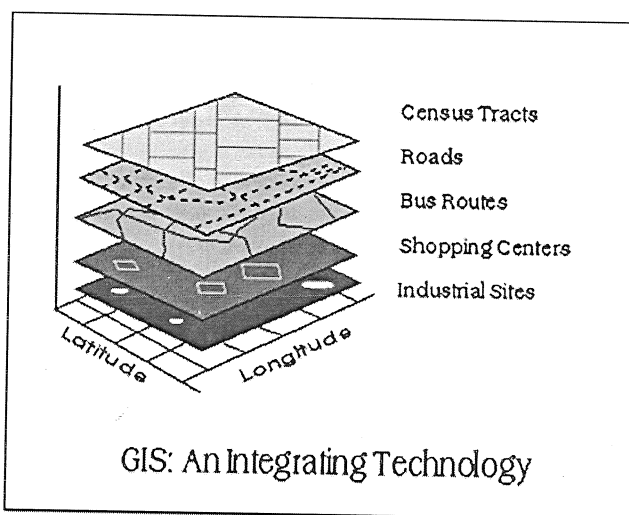 Census Tracts
Roads
Bus Routes
Shopping Centers
Industrial Sites
Latitude
Longitude
GIS: An Integrating Technology